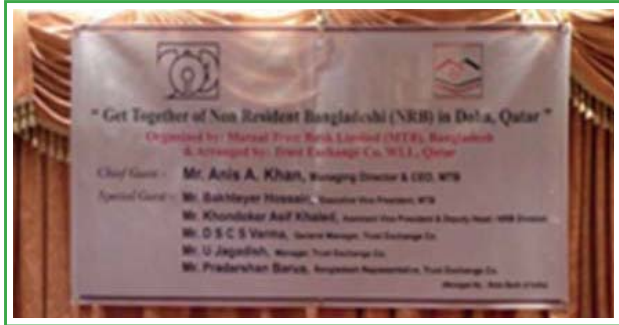 " Get Together of Non Resident Bangladeshi (NRB) in Doha, Qatar "
Organized by: Mutual Trust Bank Limited (MTB), Bangladesh
& Arranged by: Trust Exchange Co. WLL, Qatar
Chief Guest - Mr. Anis A. Khan, Managing Director & CEO, MTB
Special Guest - Mr. Bakhteyer Hossain, Executive Vice President, MTB
Mr. Khondoker Asif Khaled, Assistant Vice President & Deputy Head NRB Division
Mr. D S C S Varma, General Manager, Trust Exchange Co.
Mr. U Jagadish, Manager, Trust Exchange Co.
Mr. Pradarshan Barua, Bangladesh Representative, Trust Exchange Co.